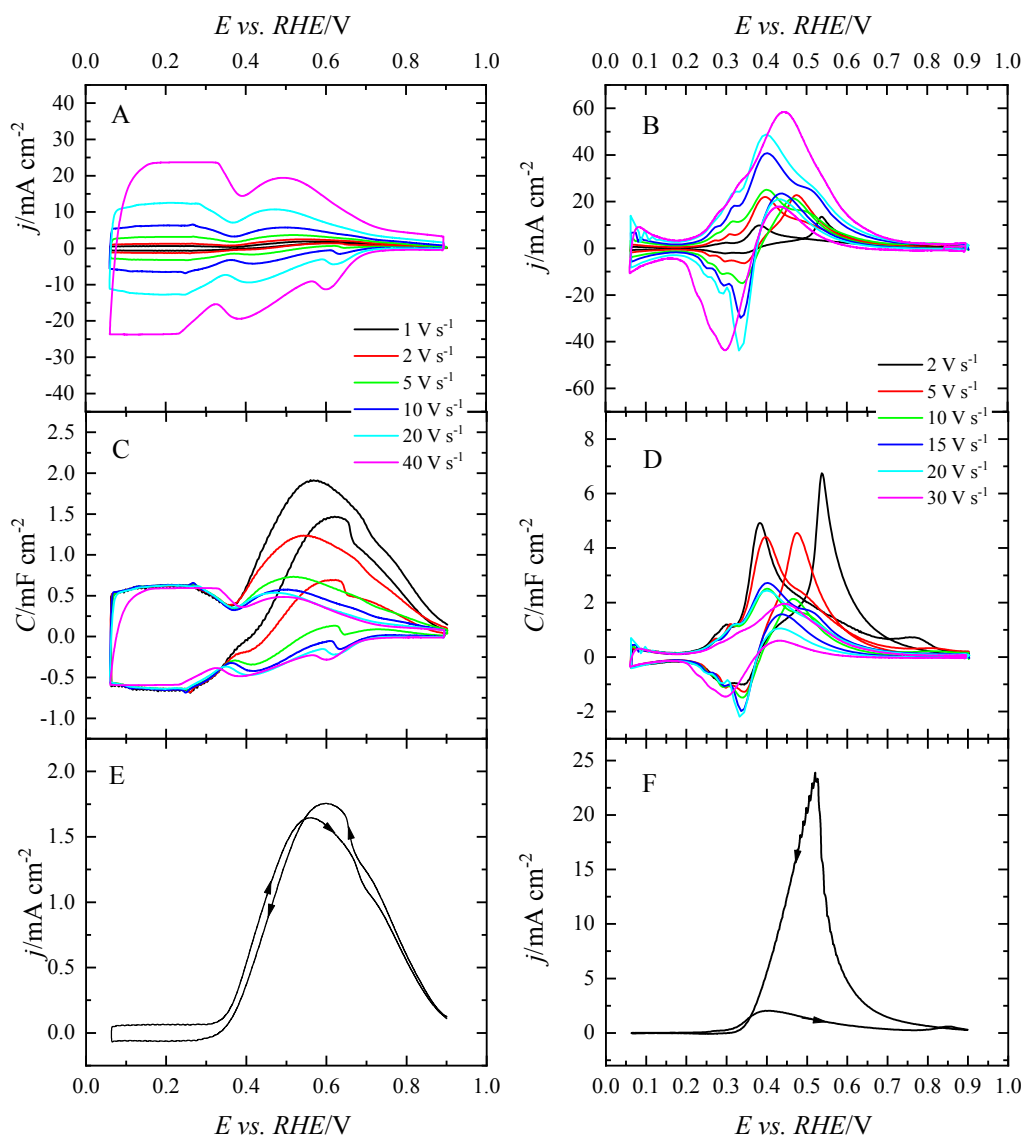 E vs. RHE/V
E vs. RHE/V
0.0 0.2 0.4 0.6 0.8 1.0
0.0 0.1 0.2 0.3 0.4 0.5 0.6 0.7 0.8 0.9 1.0
A
j/mA cm⁻²
40
30
20
10
0
-10
-20
-30
-40
B
j/mA cm⁻²
60
40
20
0
-20
-40
-60
1 V s⁻¹
2 V s⁻¹
5 V s⁻¹
10 V s⁻¹
20 V s⁻¹
40 V s⁻¹
2 V s⁻¹
5 V s⁻¹
10 V s⁻¹
15 V s⁻¹
20 V s⁻¹
30 V s⁻¹
C
C/mF cm⁻²
2.5
2.0
1.5
1.0
0.5
0.0
-0.5
-1.0
D
C/mF cm⁻²
8
6
4
2
0
-2
E
j/mA cm⁻²
2.0
1.5
1.0
0.5
0.0
F
j/mA cm⁻²
25
20
15
10
5
0
0.0 0.2 0.4 0.6 0.8 1.0
0.0 0.1 0.2 0.3 0.4 0.5 0.6 0.7 0.8 0.9 1.0
E vs. RHE/V
E vs. RHE/V